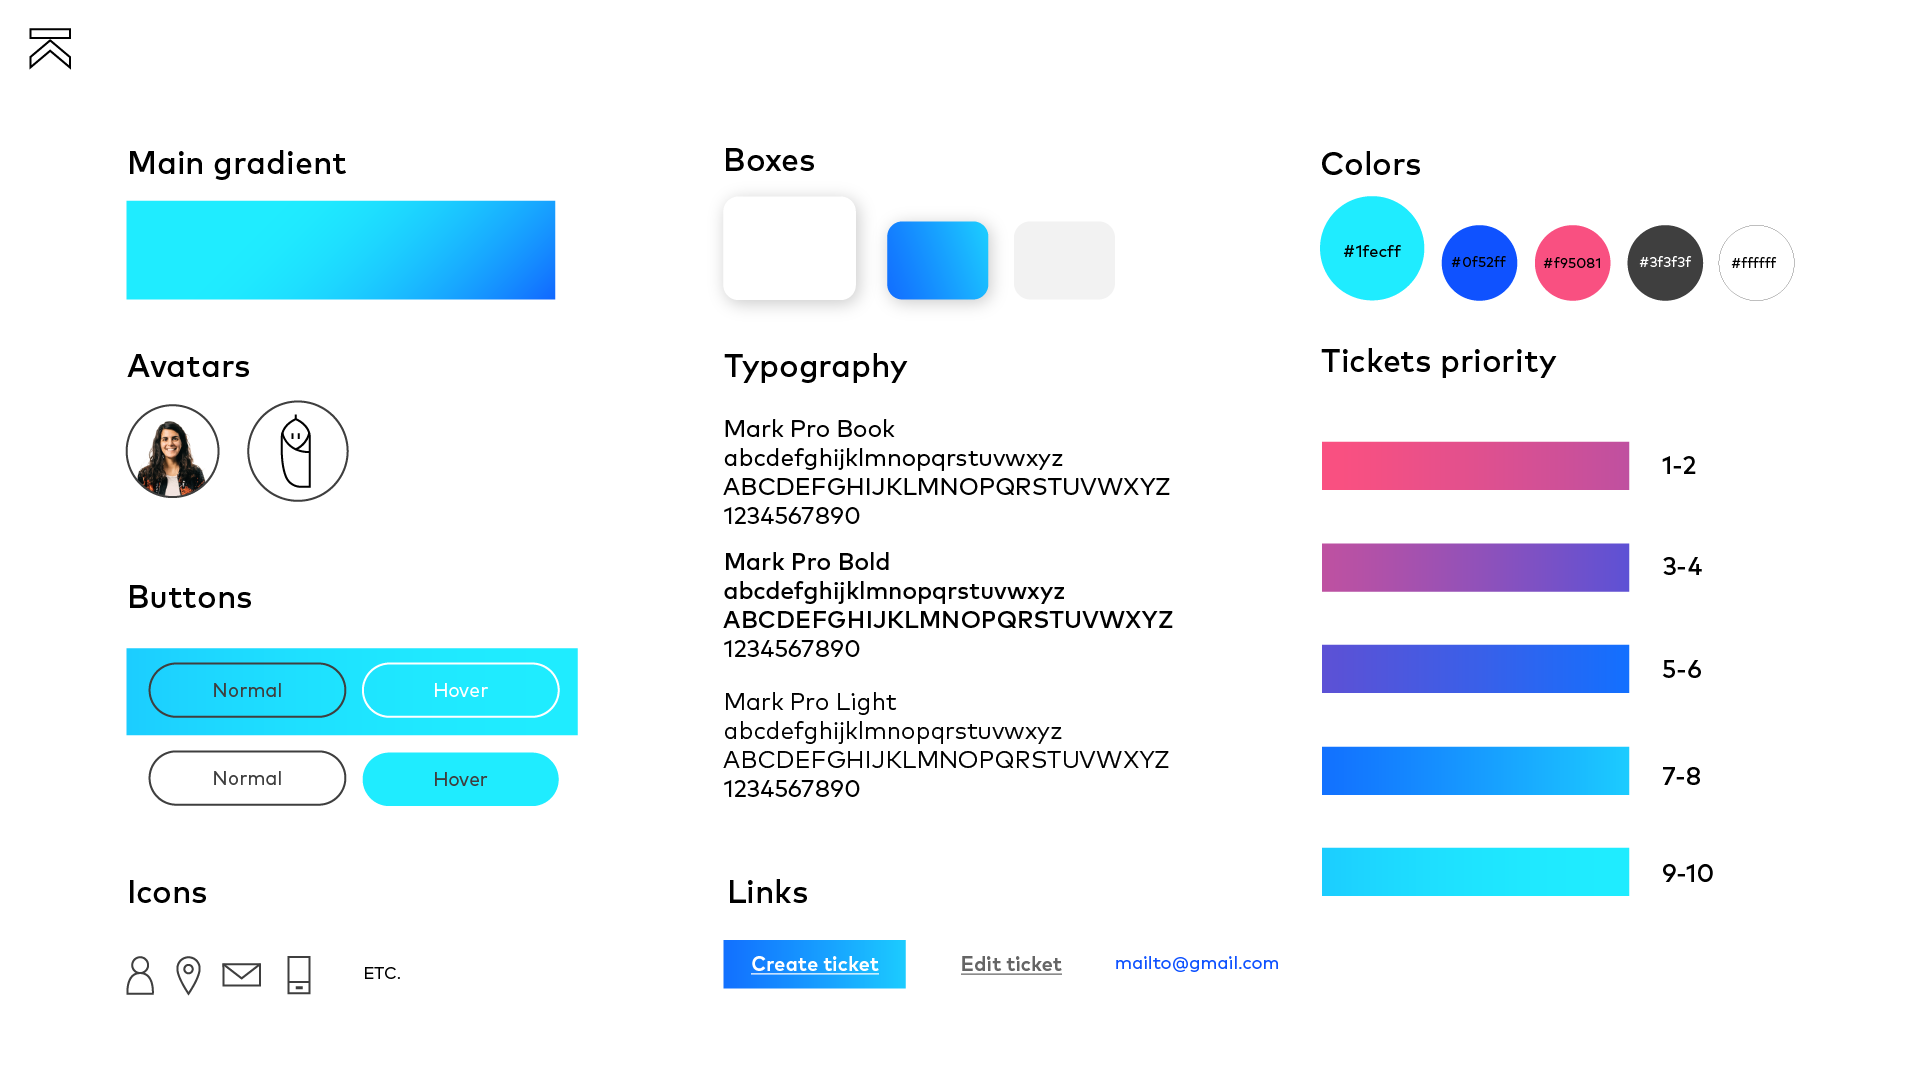 Main gradient
Avatars
Buttons
Normal
Hover
Normal
Hover
Icons
ETC.
Boxes
Typography
Mark Pro Book
abcdefghijklmnopqrstuvwxyz
ABCDEFGHIJKLMNOPQRSTUVWXYZ
1234567890
Mark Pro Bold
abcdefghijklmnopqrstuvwxyz
ABCDEFGHIJKLMNOPQRSTUVWXYZ
1234567890
Mark Pro Light
abcdefghijklmnopqrstuvwxyz
ABCDEFGHIJKLMNOPQRSTUVWXYZ
1234567890
Links
Create ticket
Edit ticket
mailto@gmail.com
Colors
#1fecff
#0f52ff
#f95081
#3f3f3f
#ffffff
Tickets priority
1-2
3-4
5-6
7-8
9-10